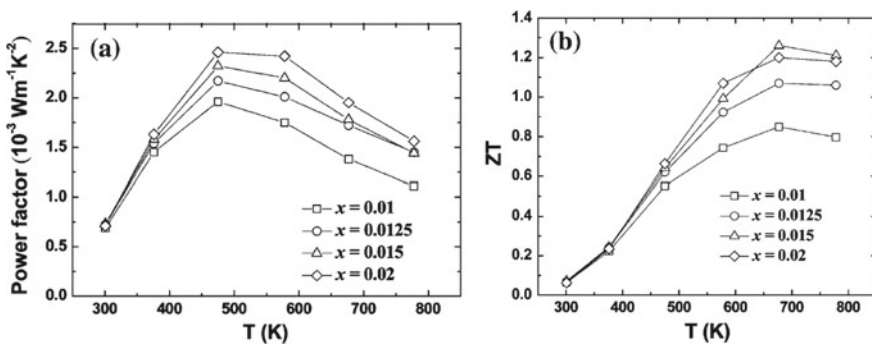 (a)
Power factor (10⁻³ Wm⁻¹K⁻²)
2.5
2.0
1.5
1.0
0.5
0.0
x = 0.01
x = 0.0125
x = 0.015
x = 0.02
300 400 500 600 700 800
T (K)
(b)
ZT
1.4
1.2
1.0
0.8
0.6
0.4
0.2
0.0
x = 0.01
x = 0.0125
x = 0.015
x = 0.02
300 400 500 600 700 800
T (K)